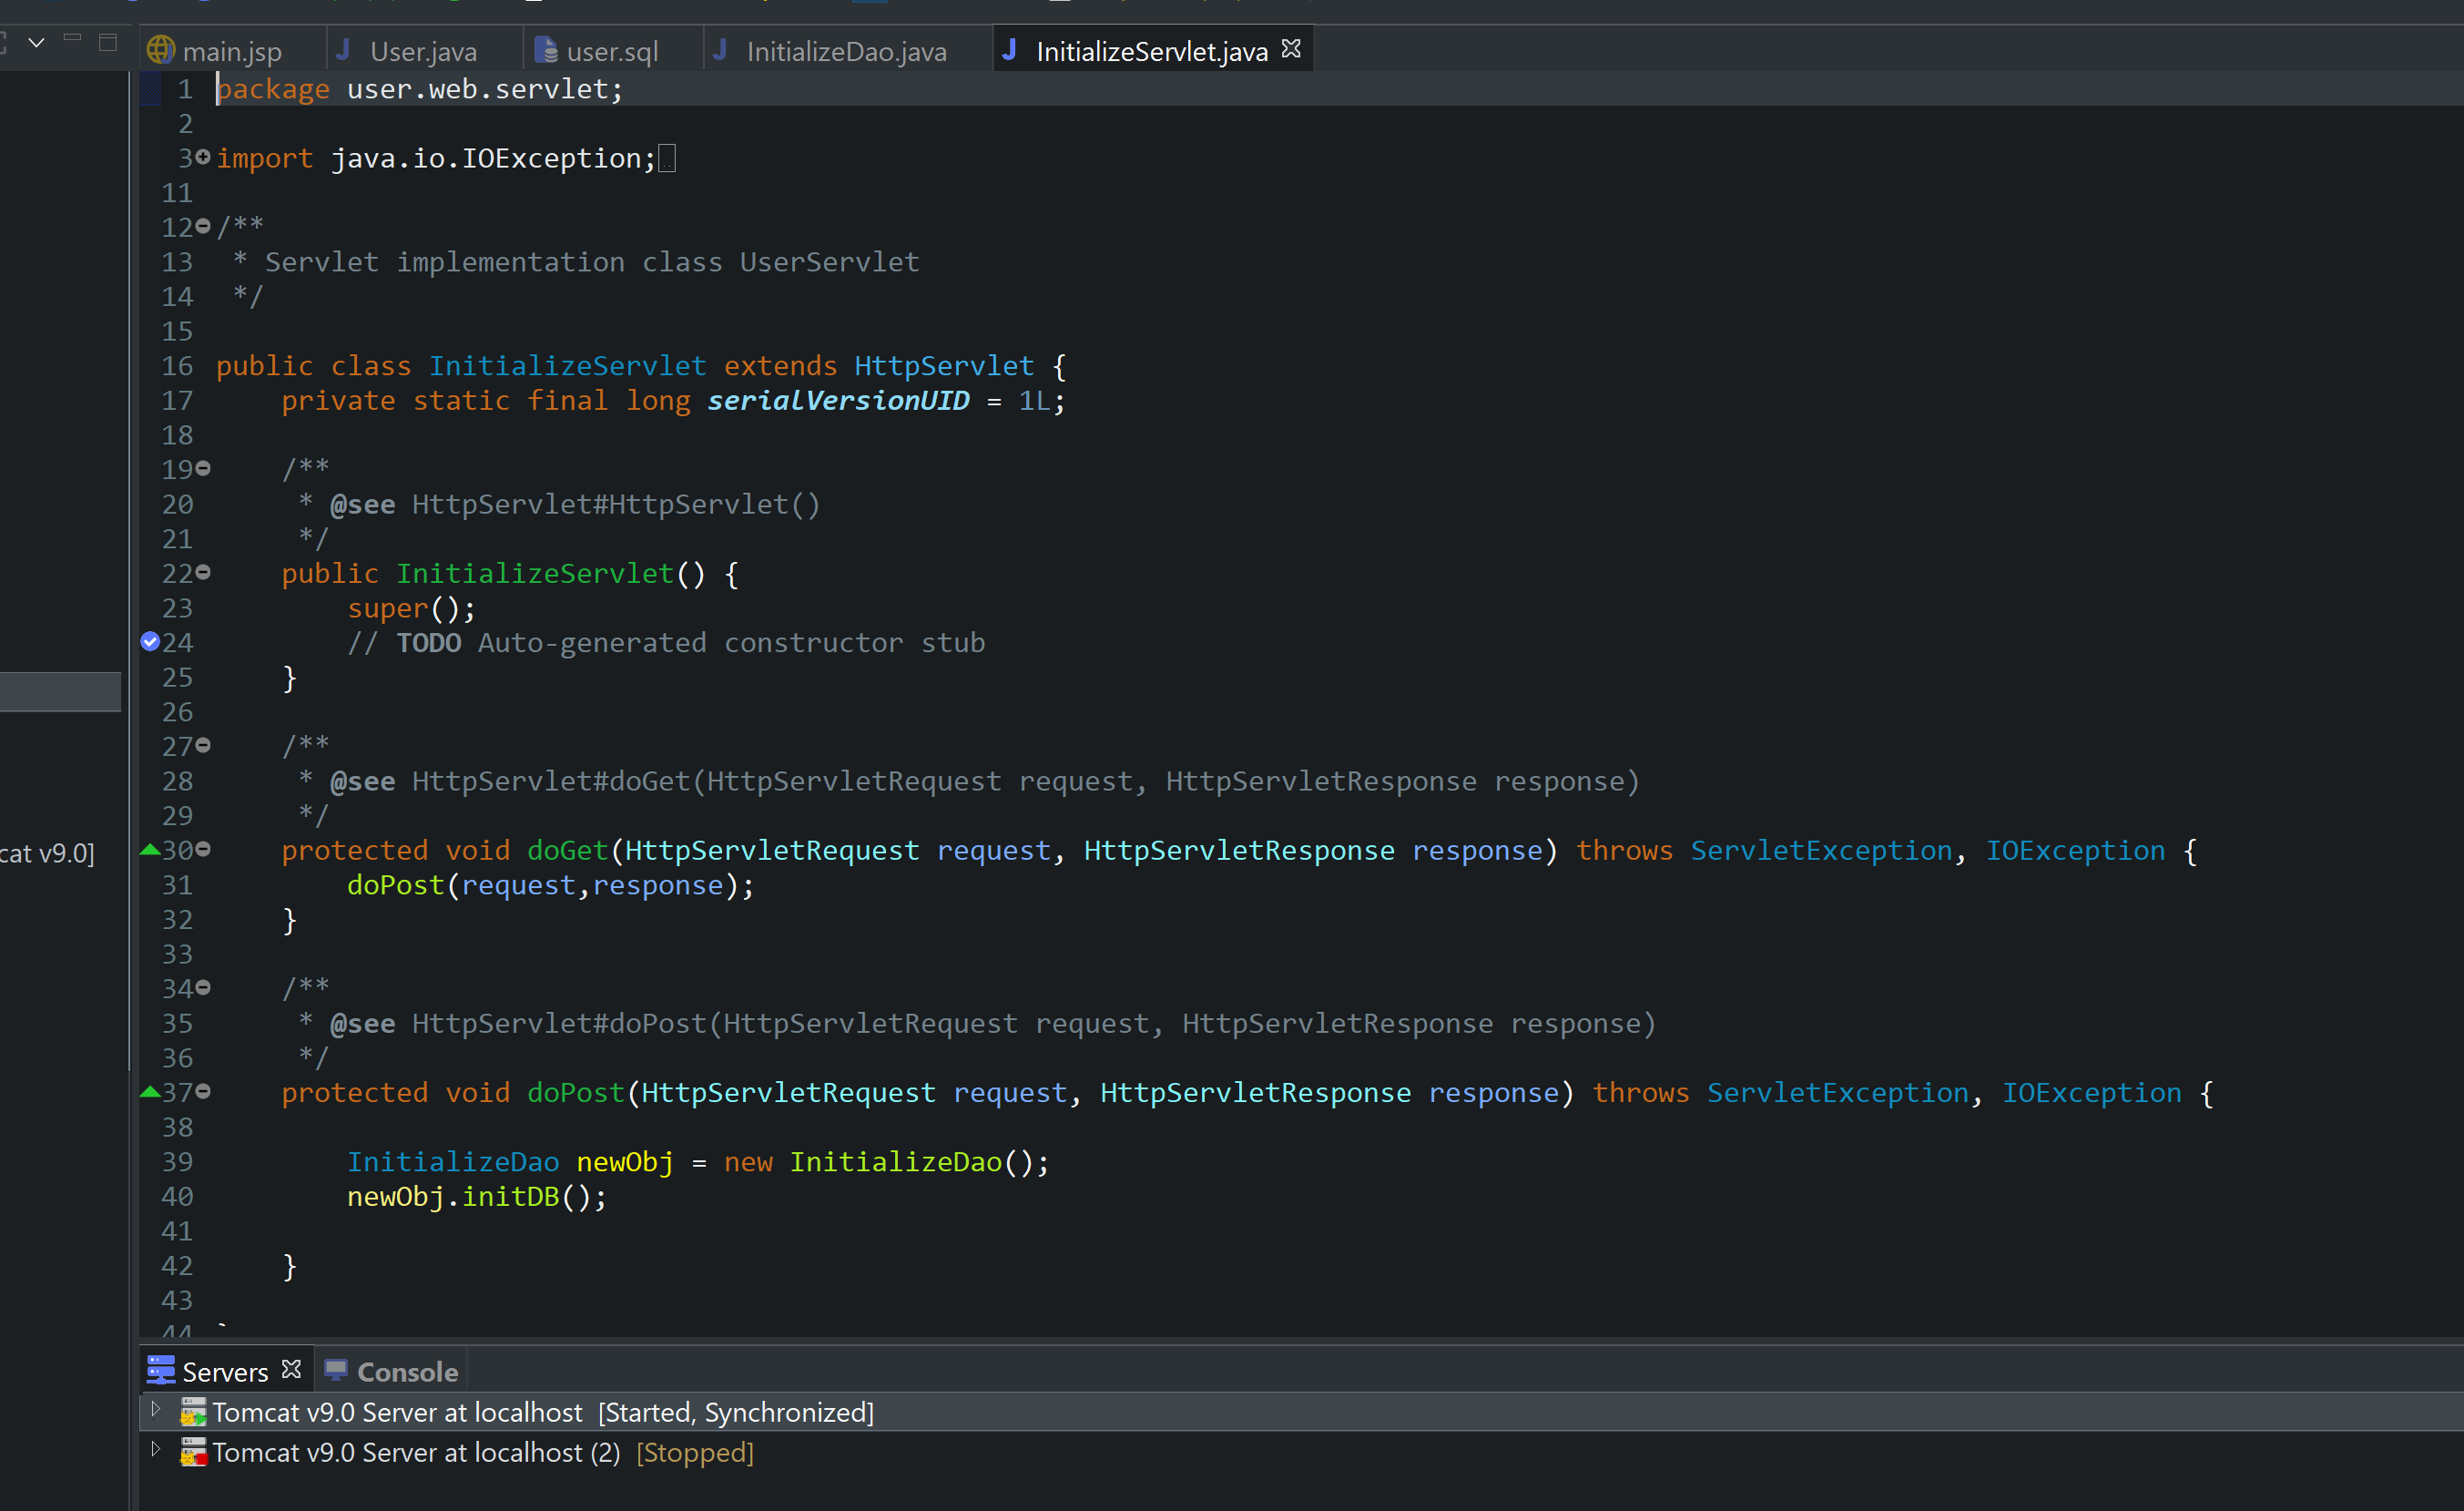 main.jsp User.java user.sql InitializeDao.java InitializeServlet.java
1 package user.web.servlet;
2
3 import java.io.IOException;
11
12 /**
13 * Servlet implementation class UserServlet
14 */
15
16 public class InitializeServlet extends HttpServlet {
17 private static final long serialVersionUID = 1L;
18
19 /**
20 * @see HttpServlet#HttpServlet()
21 */
22 public InitializeServlet() {
23 super();
24 // TODO Auto-generated constructor stub
25 }
26
27 /**
28 * @see HttpServlet#doGet(HttpServletRequest request, HttpServletResponse response)
29 */
30 protected void doGet(HttpServletRequest request, HttpServletResponse response) throws ServletException, IOException {
31 doPost(request,response);
32 }
33
34 /**
35 * @see HttpServlet#doPost(HttpServletRequest request, HttpServletResponse response)
36 */
37 protected void doPost(HttpServletRequest request, HttpServletResponse response) throws ServletException, IOException {
38
39 InitializeDao newObj = new InitializeDao();
40 newObj.initDB();
41
42 }
43
44
cat v9.0]
Servers Console
Tomcat v9.0 Server at localhost [Started, Synchronized]
Tomcat v9.0 Server at localhost (2) [Stopped]